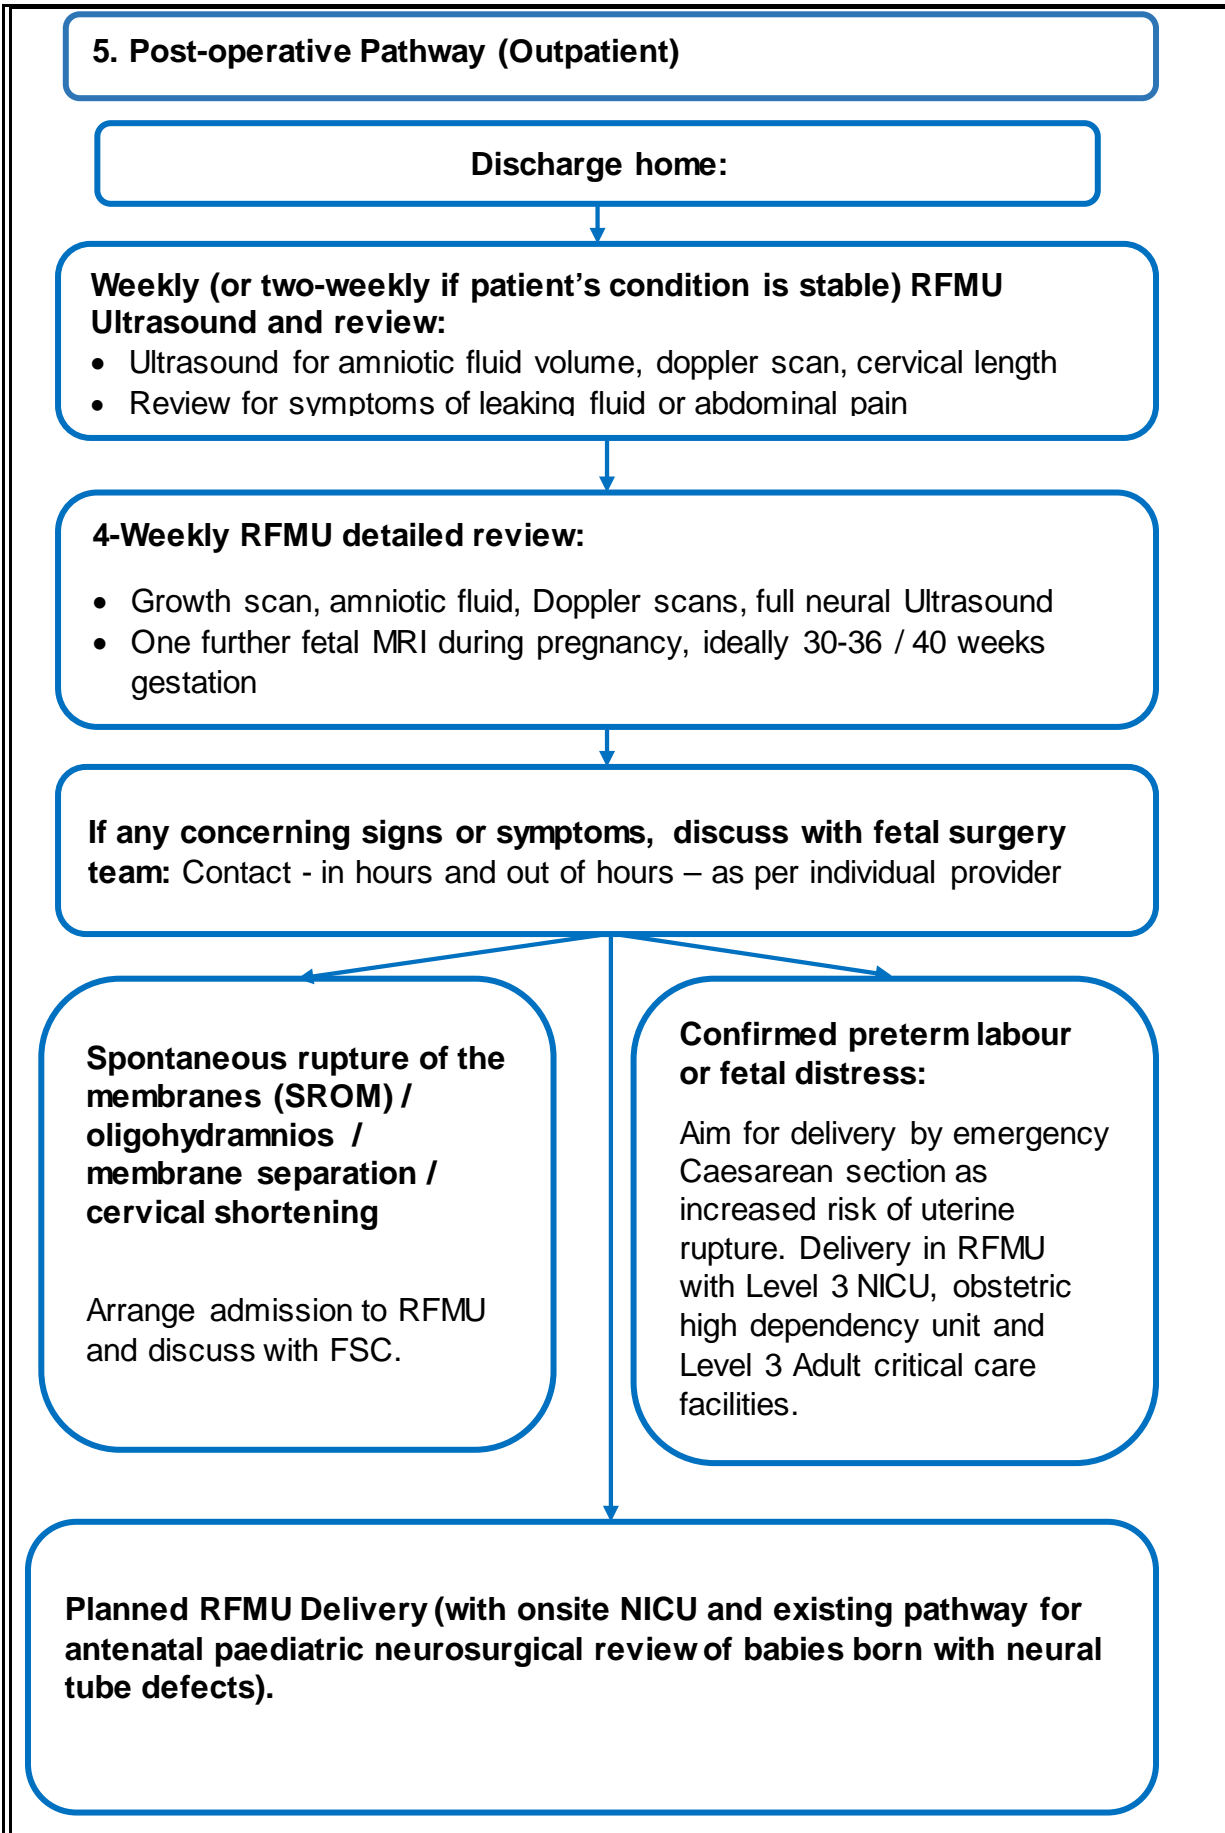 5. Post-operative Pathway (Outpatient)
Discharge home:
Weekly (or two-weekly if patient’s condition is stable) RFMU
Ultrasound and review:
• Ultrasound for amniotic fluid volume, doppler scan, cervical length
• Review for symptoms of leaking fluid or abdominal pain
4-Weekly RFMU detailed review:
• Growth scan, amniotic fluid, Doppler scans, full neural Ultrasound
• One further fetal MRI during pregnancy, ideally 30-36 / 40 weeks
gestation
If any concerning signs or symptoms, discuss with fetal surgery
team: Contact - in hours and out of hours – as per individual provider
Spontaneous rupture of the
membranes (SROM) /
oligohydramnios /
membrane separation /
cervical shortening
Arrange admission to RFMU
and discuss with FSC.
Confirmed preterm labour
or fetal distress:
Aim for delivery by emergency
Caesarean section as
increased risk of uterine
rupture. Delivery in RFMU
with Level 3 NICU, obstetric
high dependency unit and
Level 3 Adult critical care
facilities.
Planned RFMU Delivery (with onsite NICU and existing pathway for
antenatal paediatric neurosurgical review of babies born with neural
tube defects).